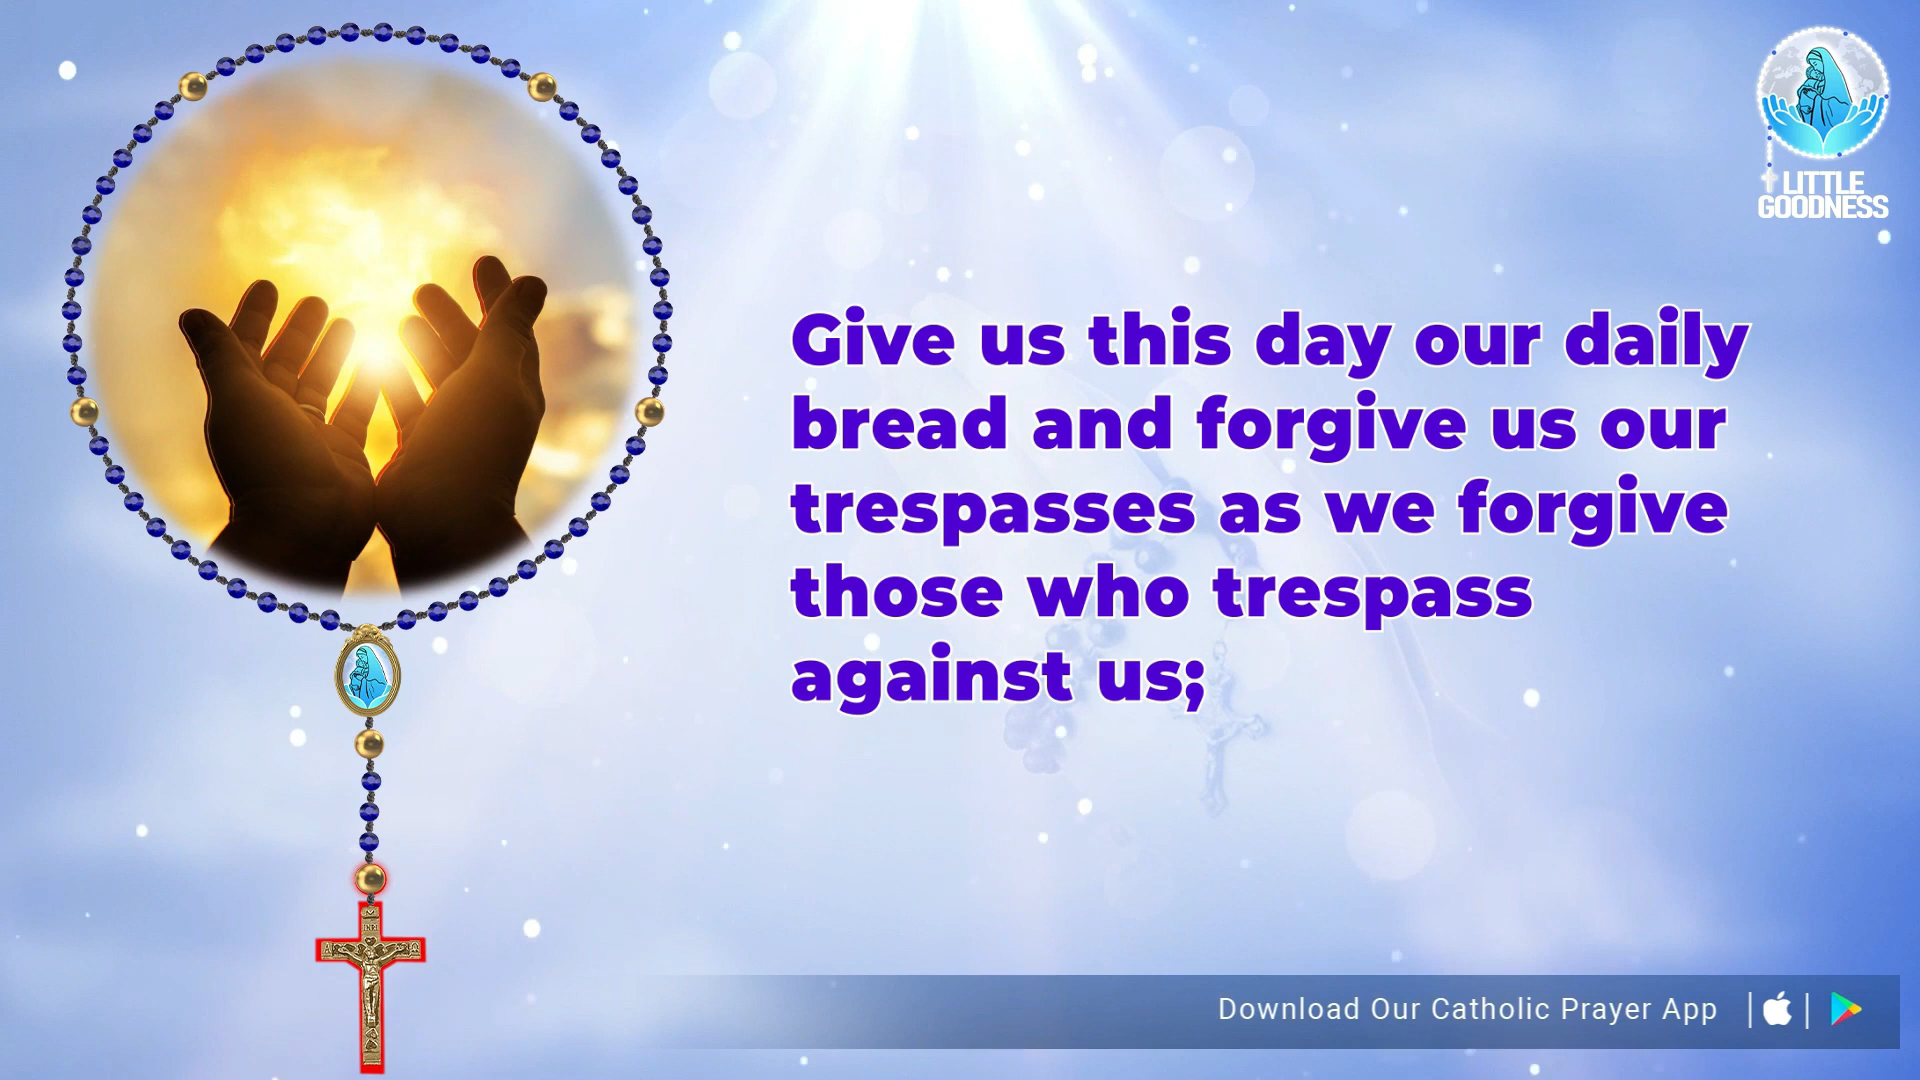 LITTLE
GOODNESS
Give us this day our daily
bread and forgive us our
trespasses as we forgive
those who trespass
against us;
INRI
A Ω
Download Our Catholic Prayer App